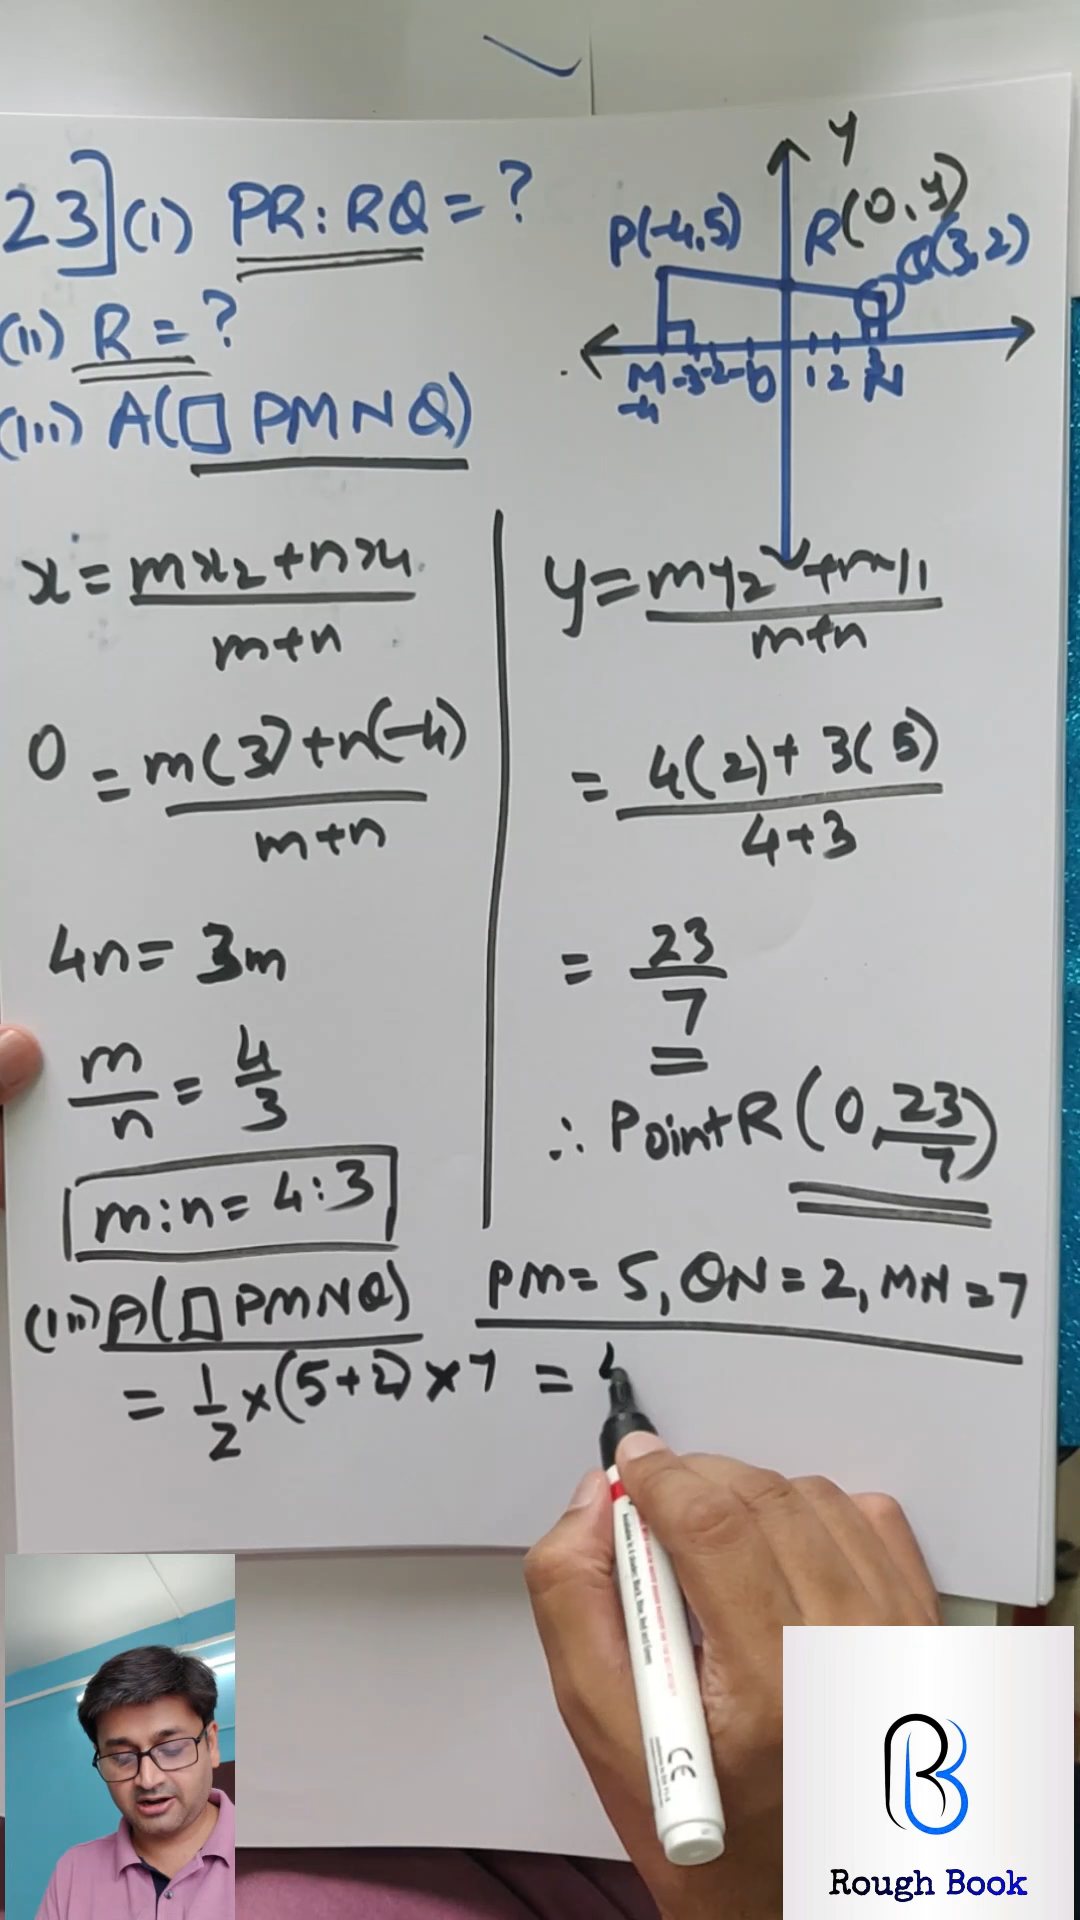 23] (i) PR : RQ = ?
(ii) R = ?
(iii) A(□ PMNQ)
Y
P(-4,5) R(0,y) Q(3,2)
M -3 -2 -1 0 1 2 3 N
-4
x = mx₂+nx₁
m+n
0 = m(3)+n(-4)
m+n
4n = 3m
m/n = 4/3
m:n = 4:3
y = my₂+ny₁
m+n
= 4(2)+3(5)
4+3
= 23
7
∴ Point R (0, 23/7)
(iii) A(□ PMNQ) PM = 5, QN = 2, MN = 7
= 1/2 × (5+2) × 7 = 4
CE
Rough Book